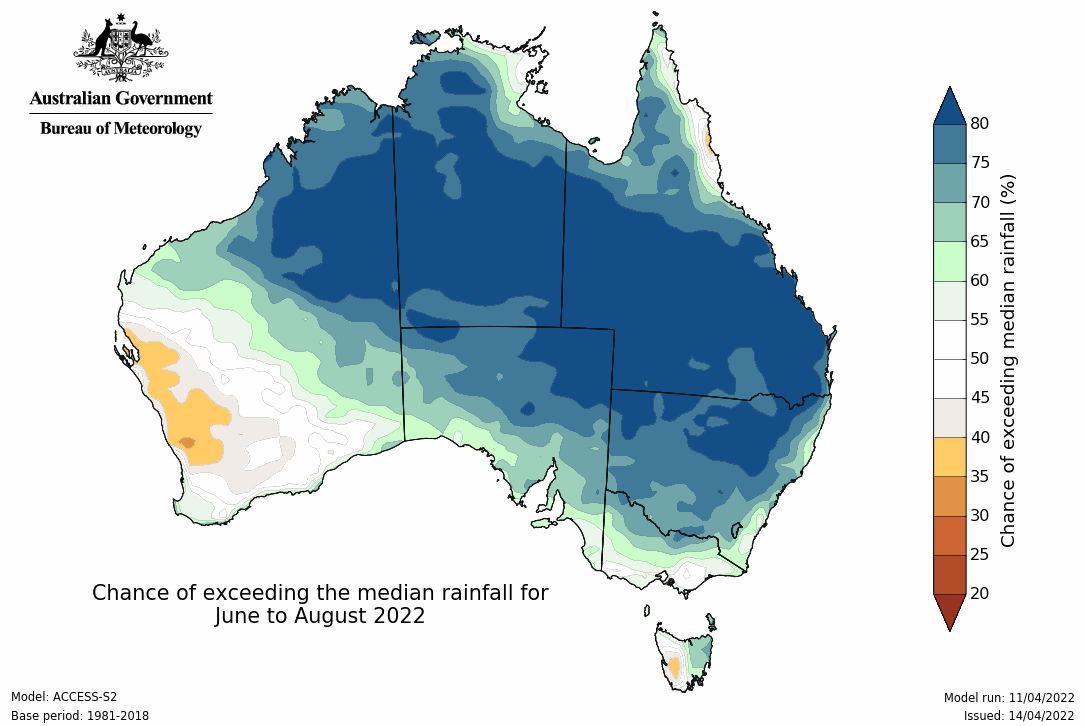 Australian Government
Bureau of Meteorology
80
75
70
65
60
55
50
45
40
35
30
25
20
Chance of exceeding median rainfall (%)
Chance of exceeding the median rainfall for
June to August 2022
Model: ACCESS-S2
Base period: 1981-2018
Model run: 11/04/2022
Issued: 14/04/2022